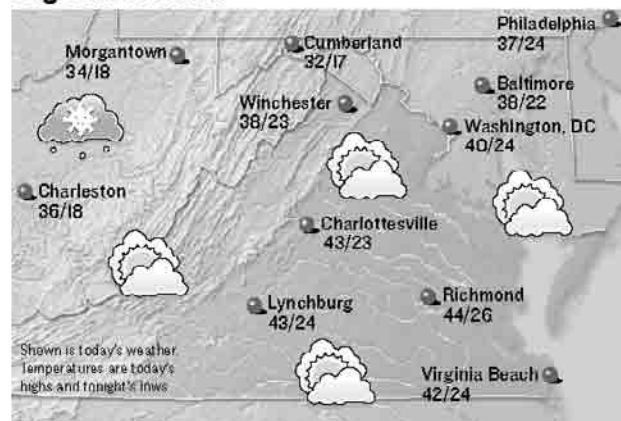 Philadelphia
37/24
Morgantown
34/18
Cumberland
32/17
Baltimore
38/22
Winchester
38/23
Washington, DC
40/24
Charleston
36/18
Charlottesville
43/23
Lynchburg
43/24
Richmond
44/26
Shown is today's weather.
Temperatures are today's
highs and tonight's lows
Virginia Beach
42/24